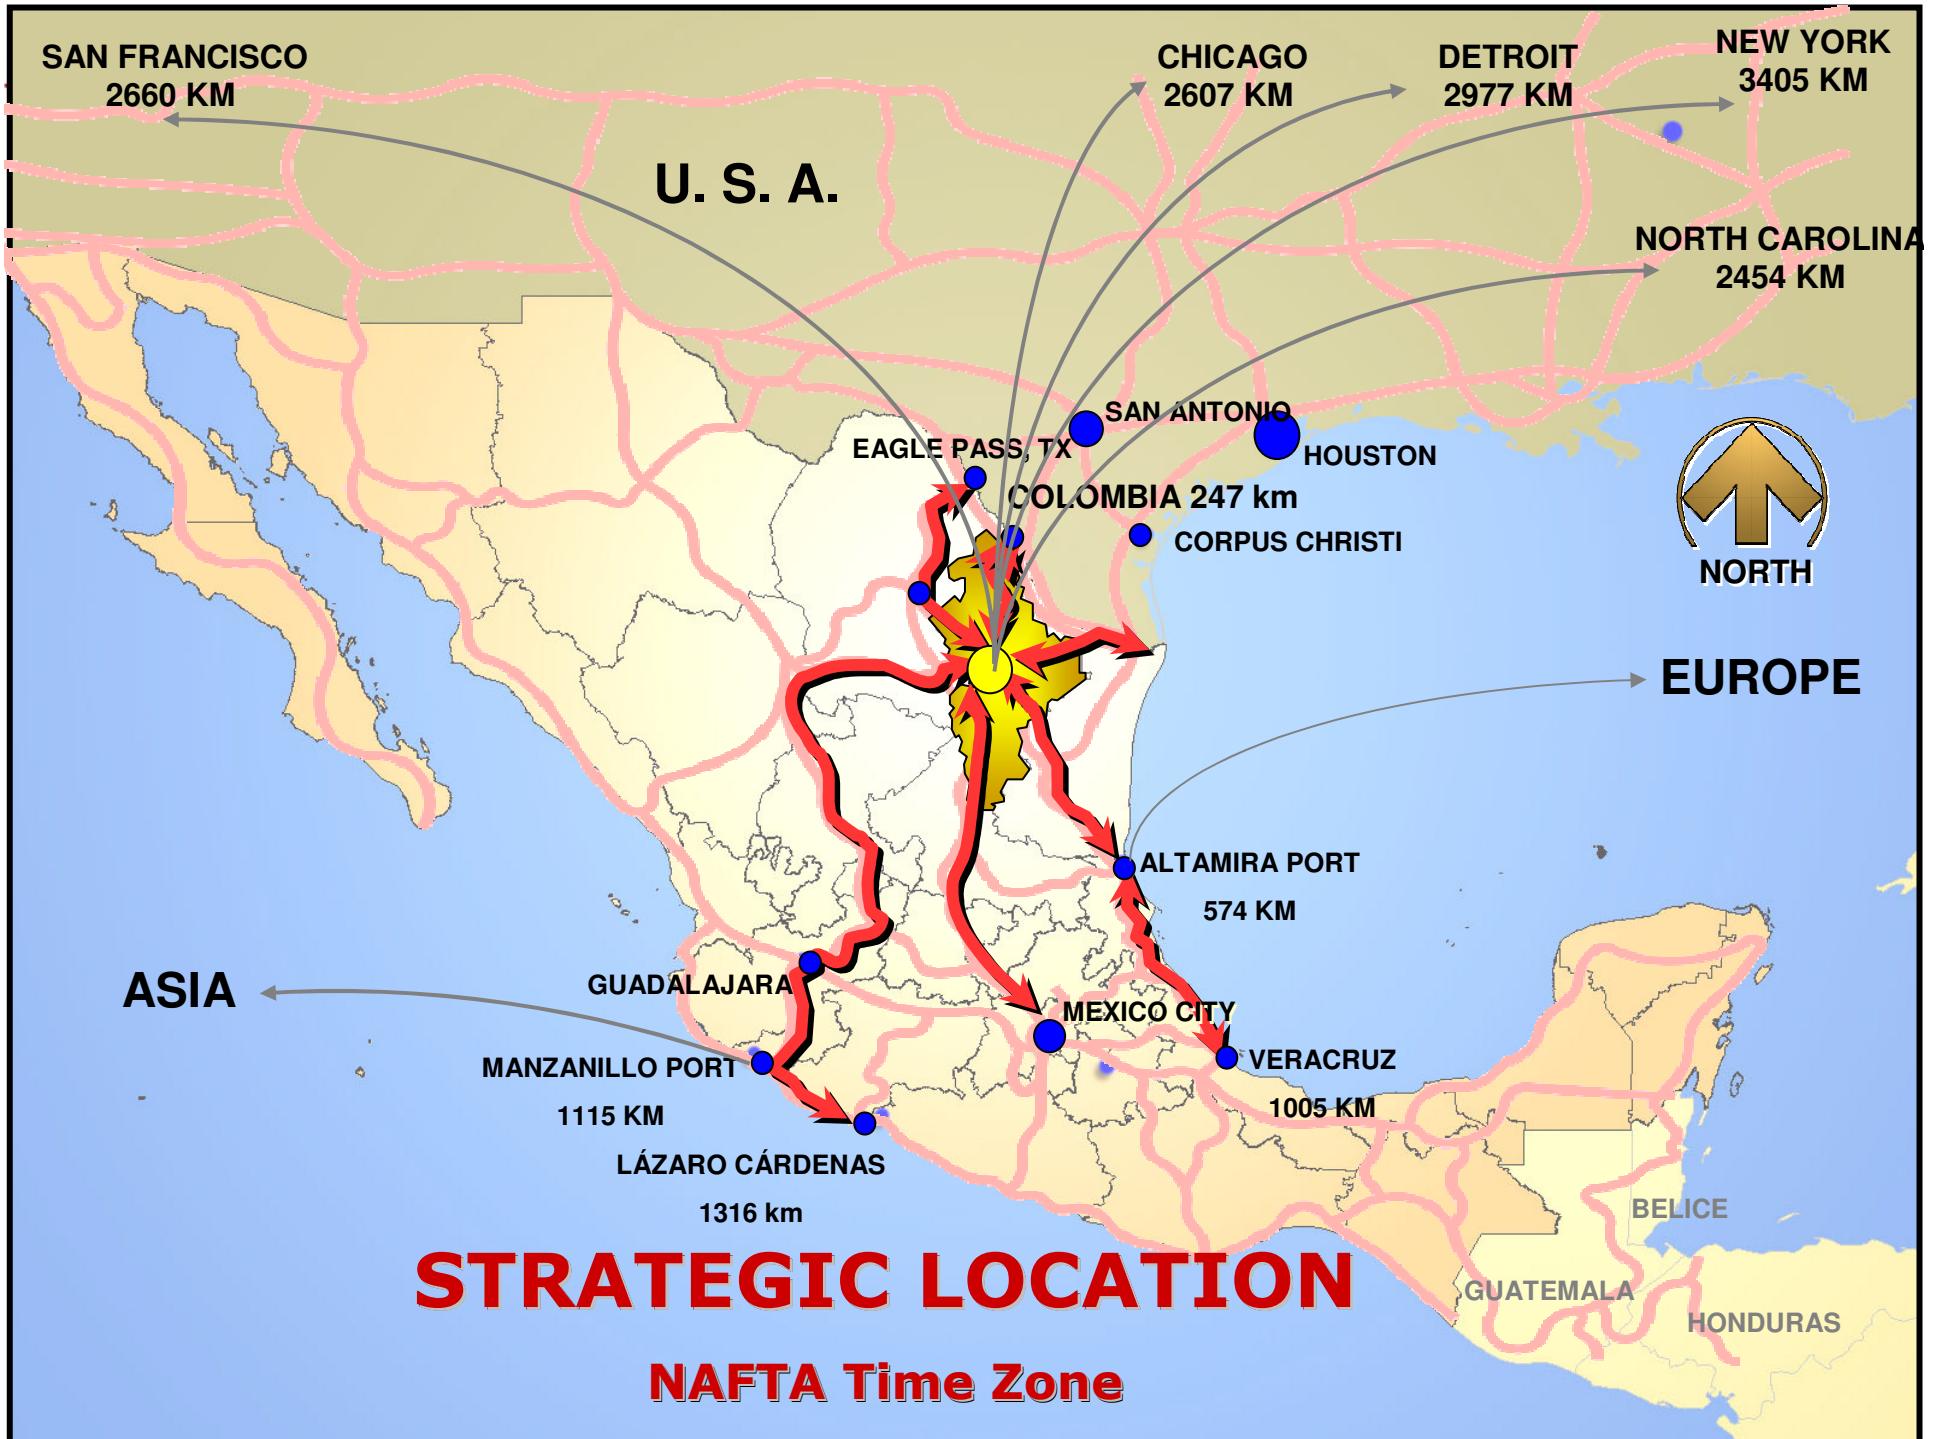 SAN FRANCISCO
2660 KM
CHICAGO
2607 KM
DETROIT
2977 KM
NEW YORK
3405 KM
U. S. A.
NORTH CAROLINA
2454 KM
SAN ANTONIO
EAGLE PASS, TX
HOUSTON
COLOMBIA 247 km
CORPUS CHRISTI
NORTH
EUROPE
ALTAMIRA PORT
574 KM
ASIA
GUADALAJARA
MEXICO CITY
MANZANILLO PORT
1115 KM
VERACRUZ
1005 KM
LÁZARO CÁRDENAS
1316 km
BELICE
GUATEMALA
HONDURAS
STRATEGIC LOCATION
NAFTA Time Zone